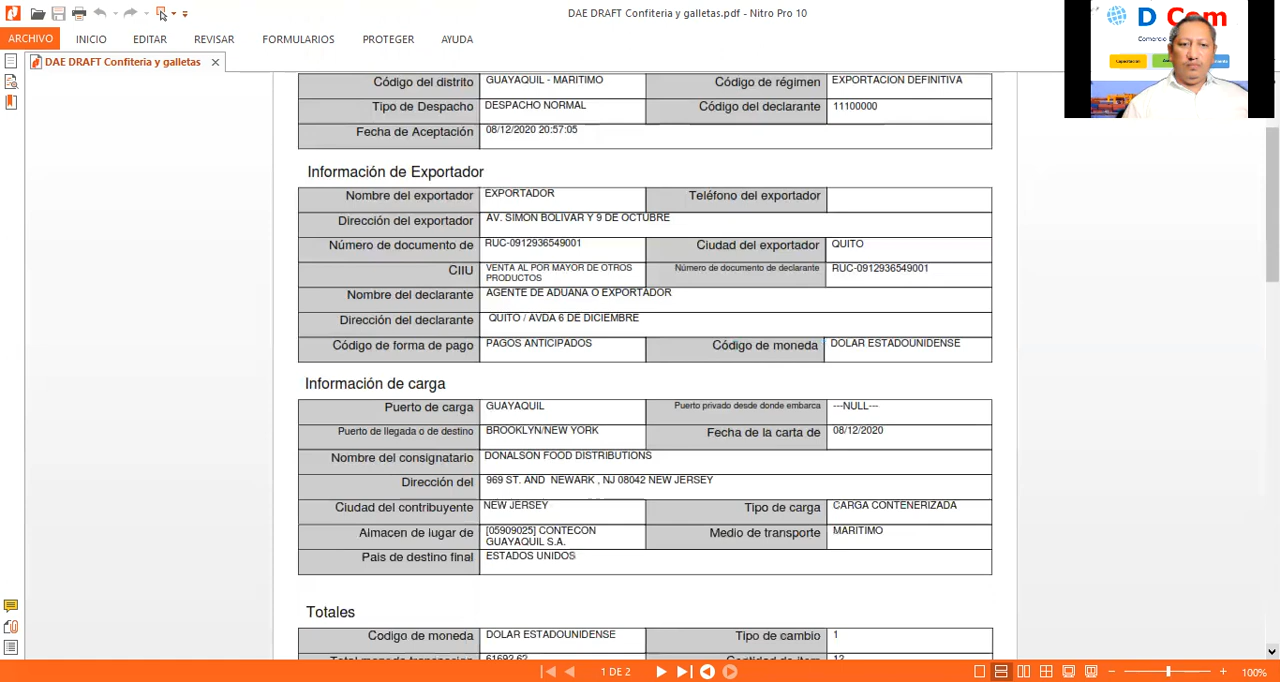 DAE DRAFT Confiteria y galletas.pdf - Nitro Pro 10
ARCHIVO INICIO EDITAR REVISAR FORMULARIOS PROTEGER AYUDA
DAE DRAFT Confiteria y galletas
D Com
Código del distrito GUAYAQUIL - MARITIMO Código de régimen EXPORTACION DEFINITIVA
Tipo de Despacho DESPACHO NORMAL Código del declarante 11100000
Fecha de Aceptación 08/12/2020 20:57:05
Información de Exportador
Nombre del exportador EXPORTADOR Teléfono del exportador
Dirección del exportador AV. SIMON BOLIVAR Y 9 DE OCTUBRE
Número de documento de RUC-0912936549001 Ciudad del exportador QUITO
CIIU VENTA AL POR MAYOR DE OTROS PRODUCTOS Número de documento de declarante RUC-0912936549001
Nombre del declarante AGENTE DE ADUANA O EXPORTADOR
Dirección del declarante QUITO / AVDA 6 DE DICIEMBRE
Código de forma de pago PAGOS ANTICIPADOS Código de moneda DOLAR ESTADOUNIDENSE
Información de carga
Puerto de carga GUAYAQUIL Puerto privado desde donde embarca ---NULL---
Puerto de llegada o de destino BROOKLYN/NEW YORK Fecha de la carta de 08/12/2020
Nombre del consignatario DONALSON FOOD DISTRIBUTIONS
Dirección del 969 ST. AND NEWARK , NJ 08042 NEW JERSEY
Ciudad del contribuyente NEW JERSEY Tipo de carga CARGA CONTENERIZADA
Almacen de lugar de [05909025] CONTECON GUAYAQUIL S.A. Medio de transporte MARITIMO
Pais de destino final ESTADOS UNIDOS
Totales
Codigo de moneda DOLAR ESTADOUNIDENSE Tipo de cambio 1
Total moneda transaccion 61692.62 Cantidad de item 12
1 DE 2
100%